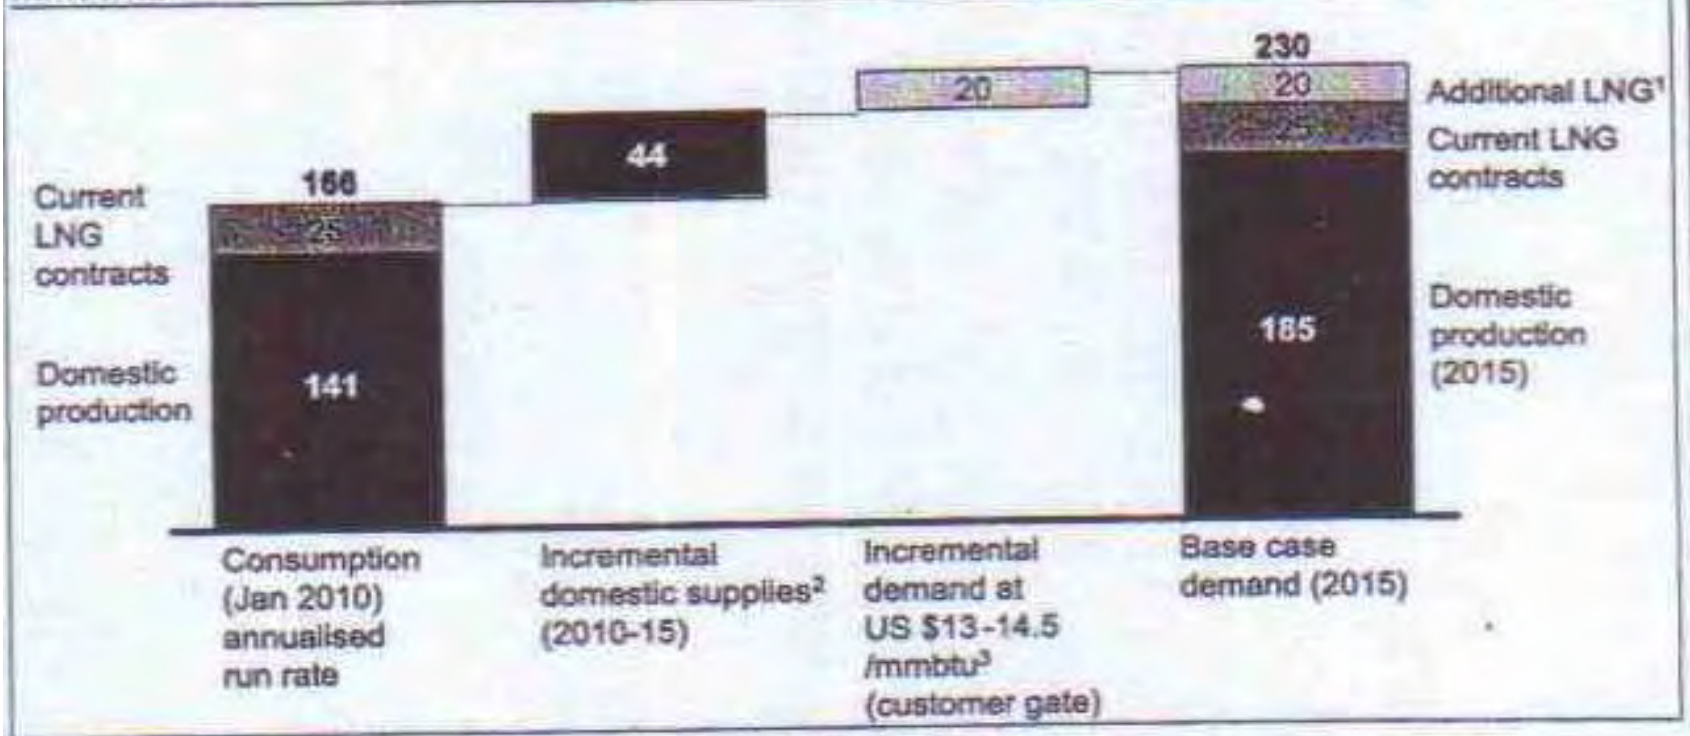 230
20
20
Additional LNG¹
25
Current LNG
contracts
44
166
Current
LNG
contracts
25
185
Domestic
production
(2015)
141
Domestic
production
Consumption
(Jan 2010)
annualised
run rate
Incremental
domestic supplies²
(2010-15)
Incremental
demand at
US $13-14.5
/mmbtu³
(customer gate)
Base case
demand (2015)